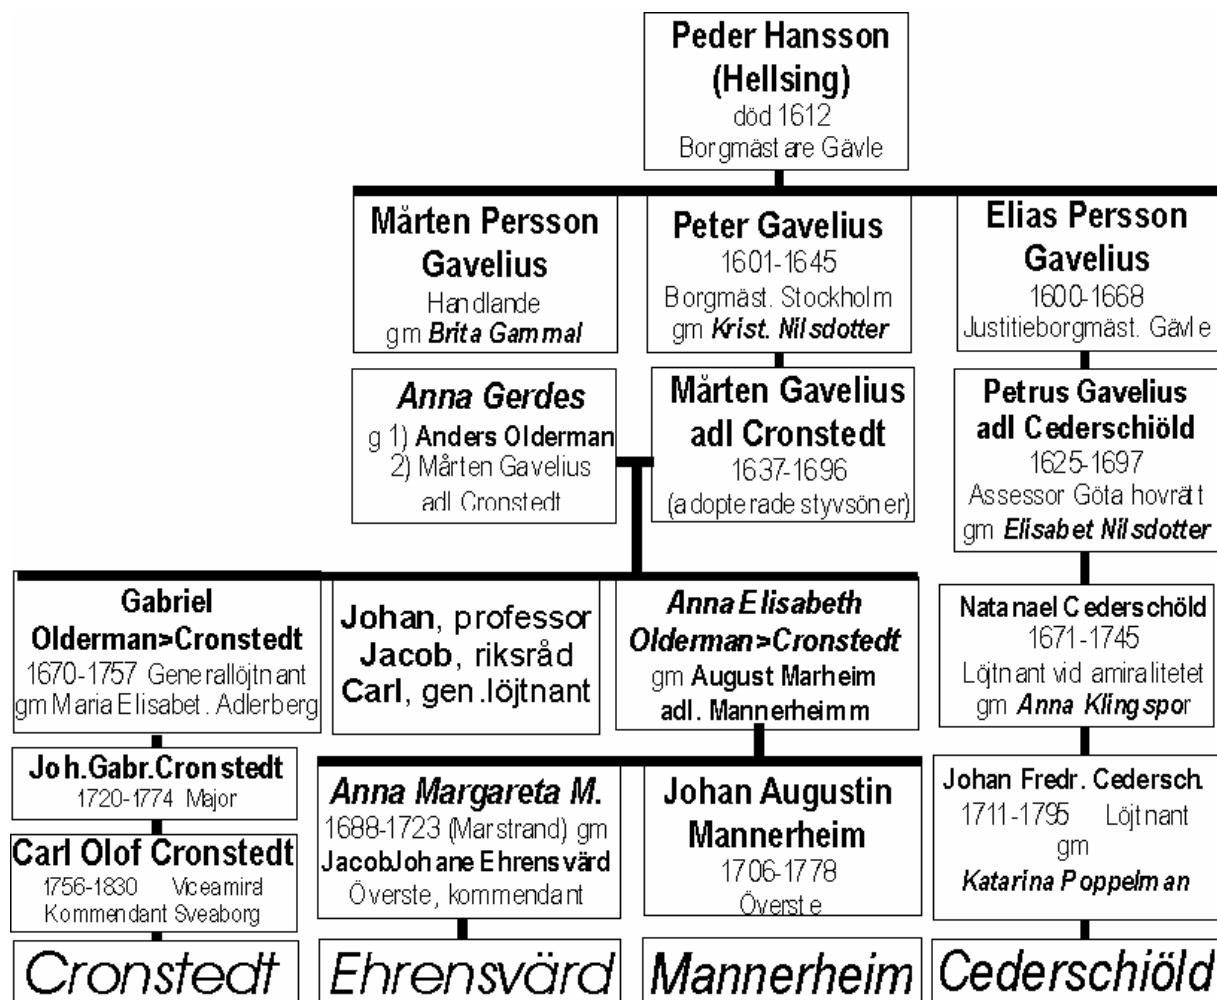 Peder Hansson
(Hellsing)
död 1612
Borgmästare Gävle
Mårten Persson
Gavelius
Handlande
gm Brita Gammal
Peter Gavelius
1601-1645
Borgmäst. Stockholm
gm Krist. Nilsdotter
Elias Persson
Gavelius
1600-1668
Justitieborgmäst. Gävle
Anna Gerdes
g 1) Anders Olderman
2) Mårten Gavelius
adl Cronstedt
Mårten Gavelius
adl Cronstedt
1637-1696
(adopterade styvsöner)
Petrus Gavelius
adl Cederschiöld
1625-1697
Assessor Göta hovrätt
gm Elisabet Nilsdotter
Gabriel
Olderman>Cronstedt
1670-1757 Generallöjtnant
gm Maria Elisabet. Adlerberg
Johan, professor
Jacob, riksråd
Carl, gen.löjtnant
Anna Elisabeth
Olderman>Cronstedt
gm August Marheim
adl. Mannerheimm
Natanael Cederschöld
1671-1745
Löjtnant vid amiralitetet
gm Anna Klingspor
Joh.Gabr.Cronstedt
1720-1774 Major
Anna Margareta M.
1688-1723 (Marstrand) gm
JacobJohane Ehrensvärd
Överste, kommendant
Johan Augustin
Mannerheim
1706-1778
Överste
Johan Fredr. Cedersch.
1711-1795 Löjtnant
gm
Katarina Poppelman
Carl Olof Cronstedt
1756-1830 Viceamiral
Kommendant Sveaborg
Cronstedt
Ehrensvärd
Mannerheim
Cederschiöld